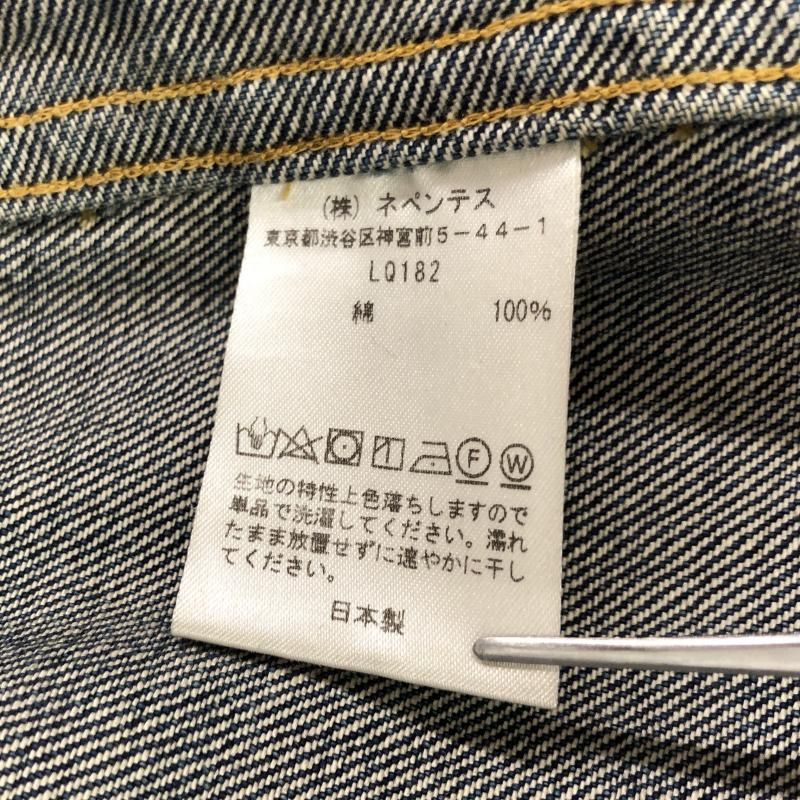 (株) ネペンテス
東京都渋谷区神宮前5-44-1
LQ182
綿 100%
F W
生地の特性上色落ちしますので
単品で洗濯してください。濡れ
たまま放置せずに速やかに干し
てください。
日本製